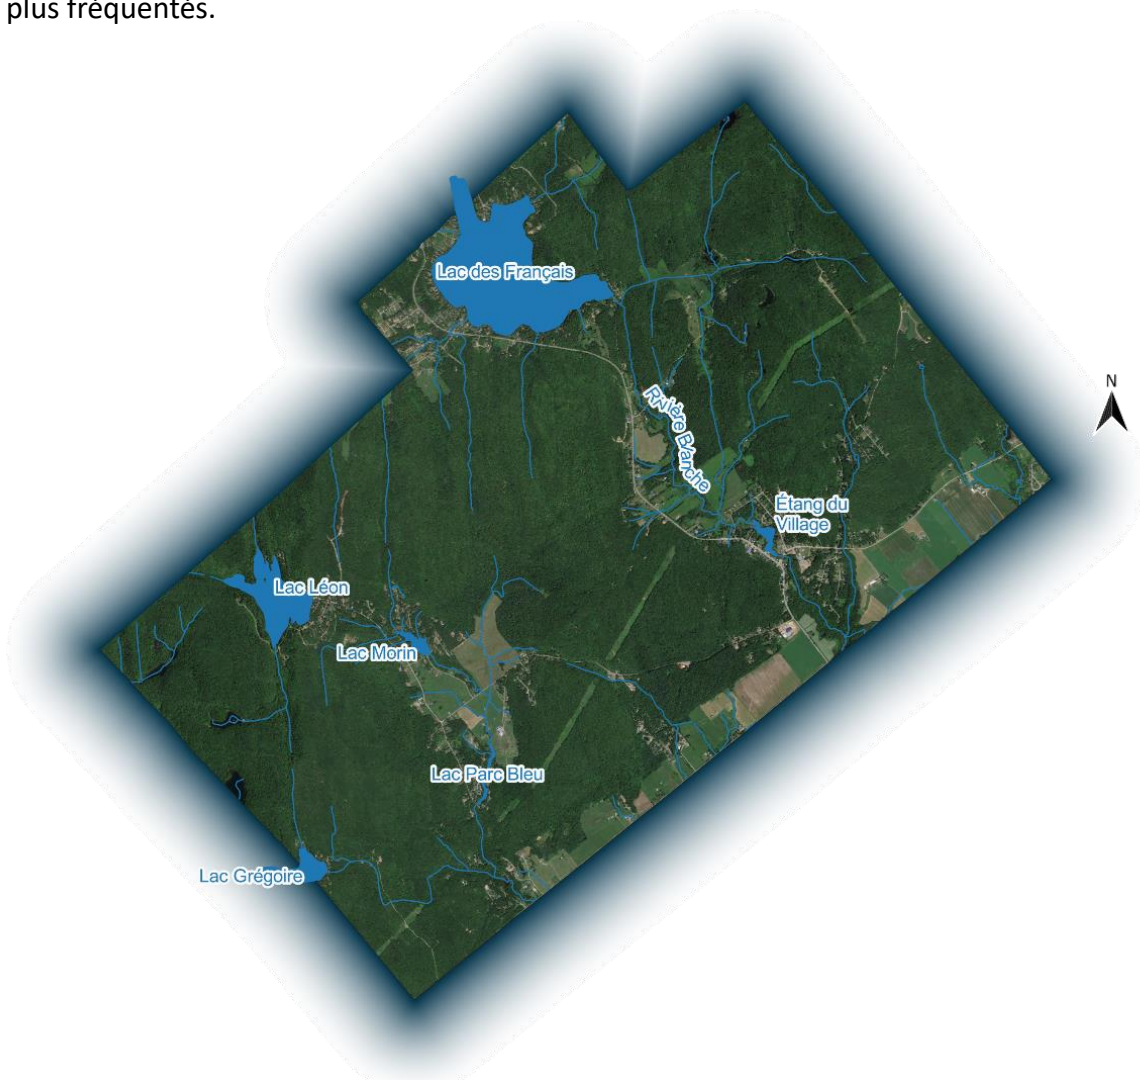 plus fréquentés.
Lac des Français
N
Rivière Blanche
Étang du
Village
Lac Léon
Lac Morin
Lac Parc Bleu
Lac Grégoire